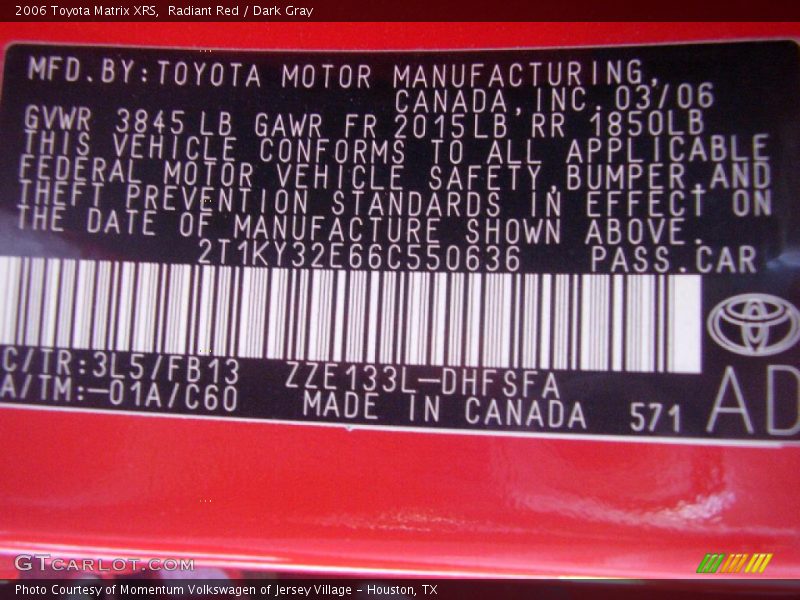 2006 Toyota Matrix XRS,  Radiant Red / Dark Gray
MFD.BY:TOYOTA MOTOR MANUFACTURING,
CANADA,INC.03/06
GVWR 3845 LB GAWR FR 2015LB RR 1850LB
THIS VEHICLE CONFORMS TO ALL APPLICABLE
FEDERAL MOTOR VEHICLE SAFETY,BUMPER,AND
THEFT PREVENTION STANDARDS IN EFFECT ON
THE DATE OF MANUFACTURE SHOWN ABOVE.
2T1KY32E66C550636 PASS.CAR
C/TR:3L5/FB13 ZZE133L-DHFSFA
A/TM:-01A/C60 MADE IN CANADA 571 AD
GTCARLOT.COM
Photo Courtesy of Momentum Volkswagen of Jersey Village - Houston, TX